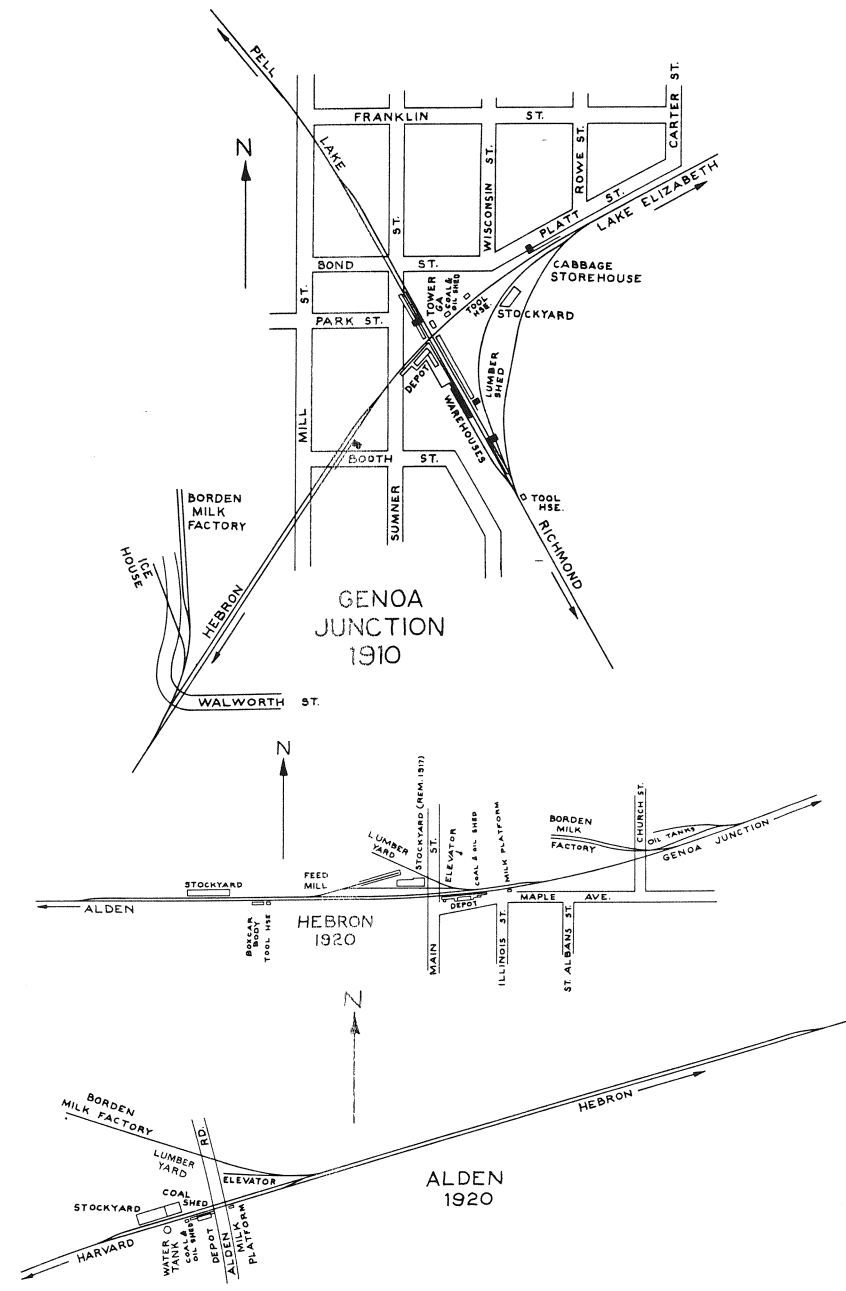 PELL
LAKE
N
FRANKLIN ST.
CARTER ST.
ROWE ST.
WISCONSIN ST.
PLATT ST.
LAKE ELIZABETH
BOND ST.
ST.
CABBAGE
STOREHOUSE
TOWER
GA
COAL &
OIL SHED
TOOL
HSE.
STOCKYARD
PARK ST.
LUMBER
SHED
DEPOT
WAREHOUSES
MILL ST.
BOOTH ST.
SUMNER
TOOL
HSE.
RICHMOND
BORDEN
MILK
FACTORY
ICE
HOUSE
HEBRON
WALWORTH ST.
GENOA
JUNCTION
1910
N
STOCKYARD (REM. 1917)
LUMBER
YARD
ELEVATOR
COAL & OIL SHED
MILK PLATFORM
BORDEN
MILK
FACTORY
CHURCH ST.
OIL TANKS
GENOA JUNCTION
STOCKYARD
FEED
MILL
ALDEN
BOXCAR
BODY
TOOL HSE
HEBRON
1920
MAIN ST.
DEPOT
ILLINOIS ST.
MAPLE AVE.
ST. ALBANS ST.
N
BORDEN
MILK FACTORY
LUMBER
YARD
ELEVATOR
HEBRON
STOCKYARD
COAL
SHED
HARVARD
WATER
TANK
COAL &
OIL SHED
DEPOT
ALDEN RD.
MILK
PLATFORM
ALDEN
1920